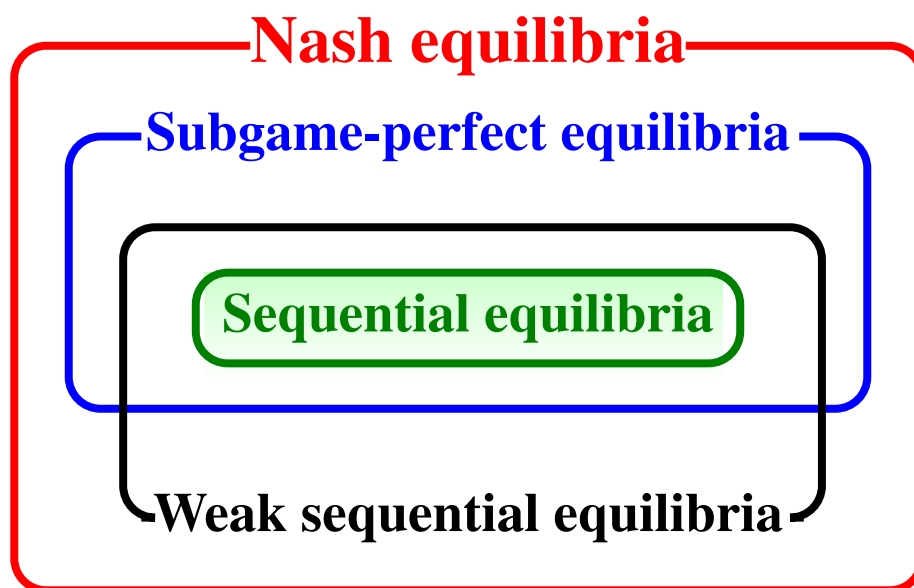 Nash equilibria
Subgame-perfect equilibria
Sequential equilibria
Weak sequential equilibria